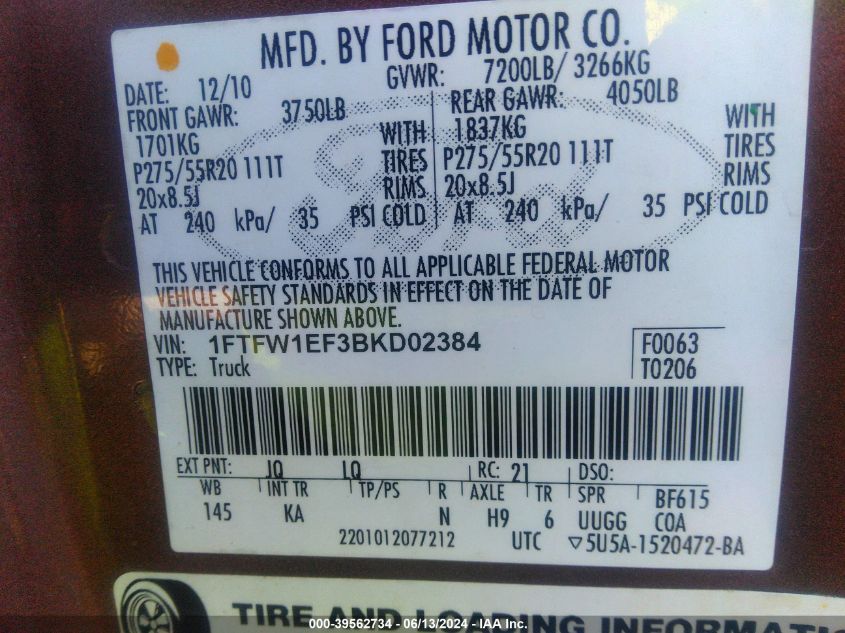 MFD. BY FORD MOTOR CO.
DATE: 12/10 GVWR: 7200LB/ 3266KG
FRONT GAWR: 3750LB REAR GAWR: 4050LB
1701KG WITH 1837KG WITH
P275/55R20 111T TIRES P275/55R20 111T TIRES
20x8.5J RIMS 20x8.5J RIMS
AT 240 kPa/ 35 PSI COLD AT 240 kPa/ 35 PSI COLD
Ford
THIS VEHICLE CONFORMS TO ALL APPLICABLE FEDERAL MOTOR
VEHICLE SAFETY STANDARDS IN EFFECT ON THE DATE OF
MANUFACTURE SHOWN ABOVE.
VIN: 1FTFW1EF3BKD02384 F0063
TYPE: Truck T0206
EXT PNT: JQ LQ RC: 21 DSO:
WB INT TR TP/PS R AXLE TR SPR BF615
145 KA N H9 6 UUGG COA
2201012077212 UTC ▽5U5A-1520472-BA
TIRE AND LOADING INFORMATION
000-39562734 - 06/13/2024 - IAA Inc.